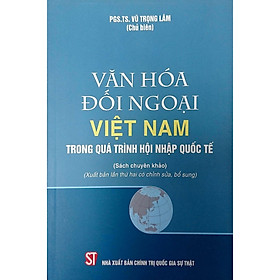 PGS.TS. VŨ TRỌNG LÂM
(Chủ biên)
VĂN HÓA
ĐỐI NGOẠI
VIỆT NAM
TRONG QUÁ TRÌNH HỘI NHẬP QUỐC TẾ
(Sách chuyên khảo)
(Xuất bản lần thứ hai có chỉnh sửa, bổ sung)
ST
NHÀ XUẤT BẢN CHÍNH TRỊ QUỐC GIA SỰ THẬT